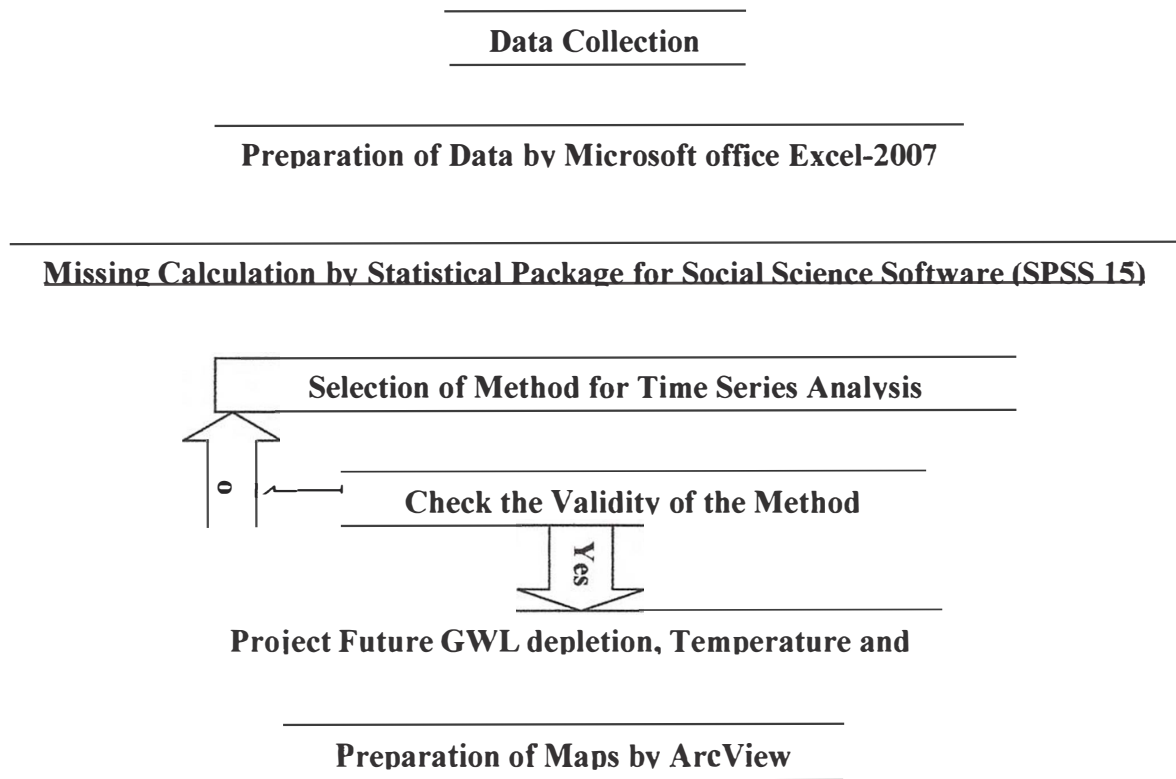 Data Collection
Preparation of Data by Microsoft office Excel-2007
Missing Calculation by Statistical Package for Social Science Software (SPSS 15)
Selection of Method for Time Series Analysis
o
Check the Validity of the Method
Yes
Project Future GWL depletion, Temperature and
Preparation of Maps by ArcView